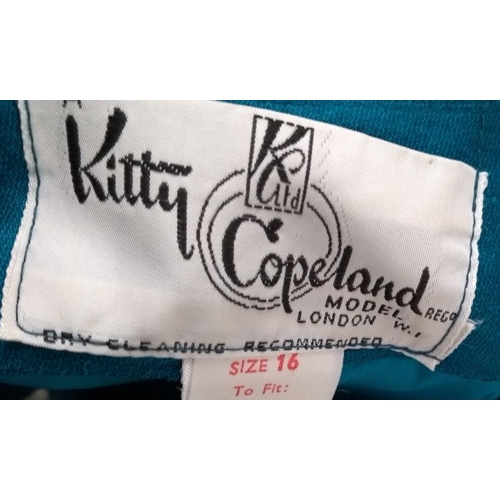 A
Kitty
K Ltd
Copeland
MODEL REGD
LONDON W.1
DRY CLEANING RECOMMENDED
SIZE 16
To Fit: